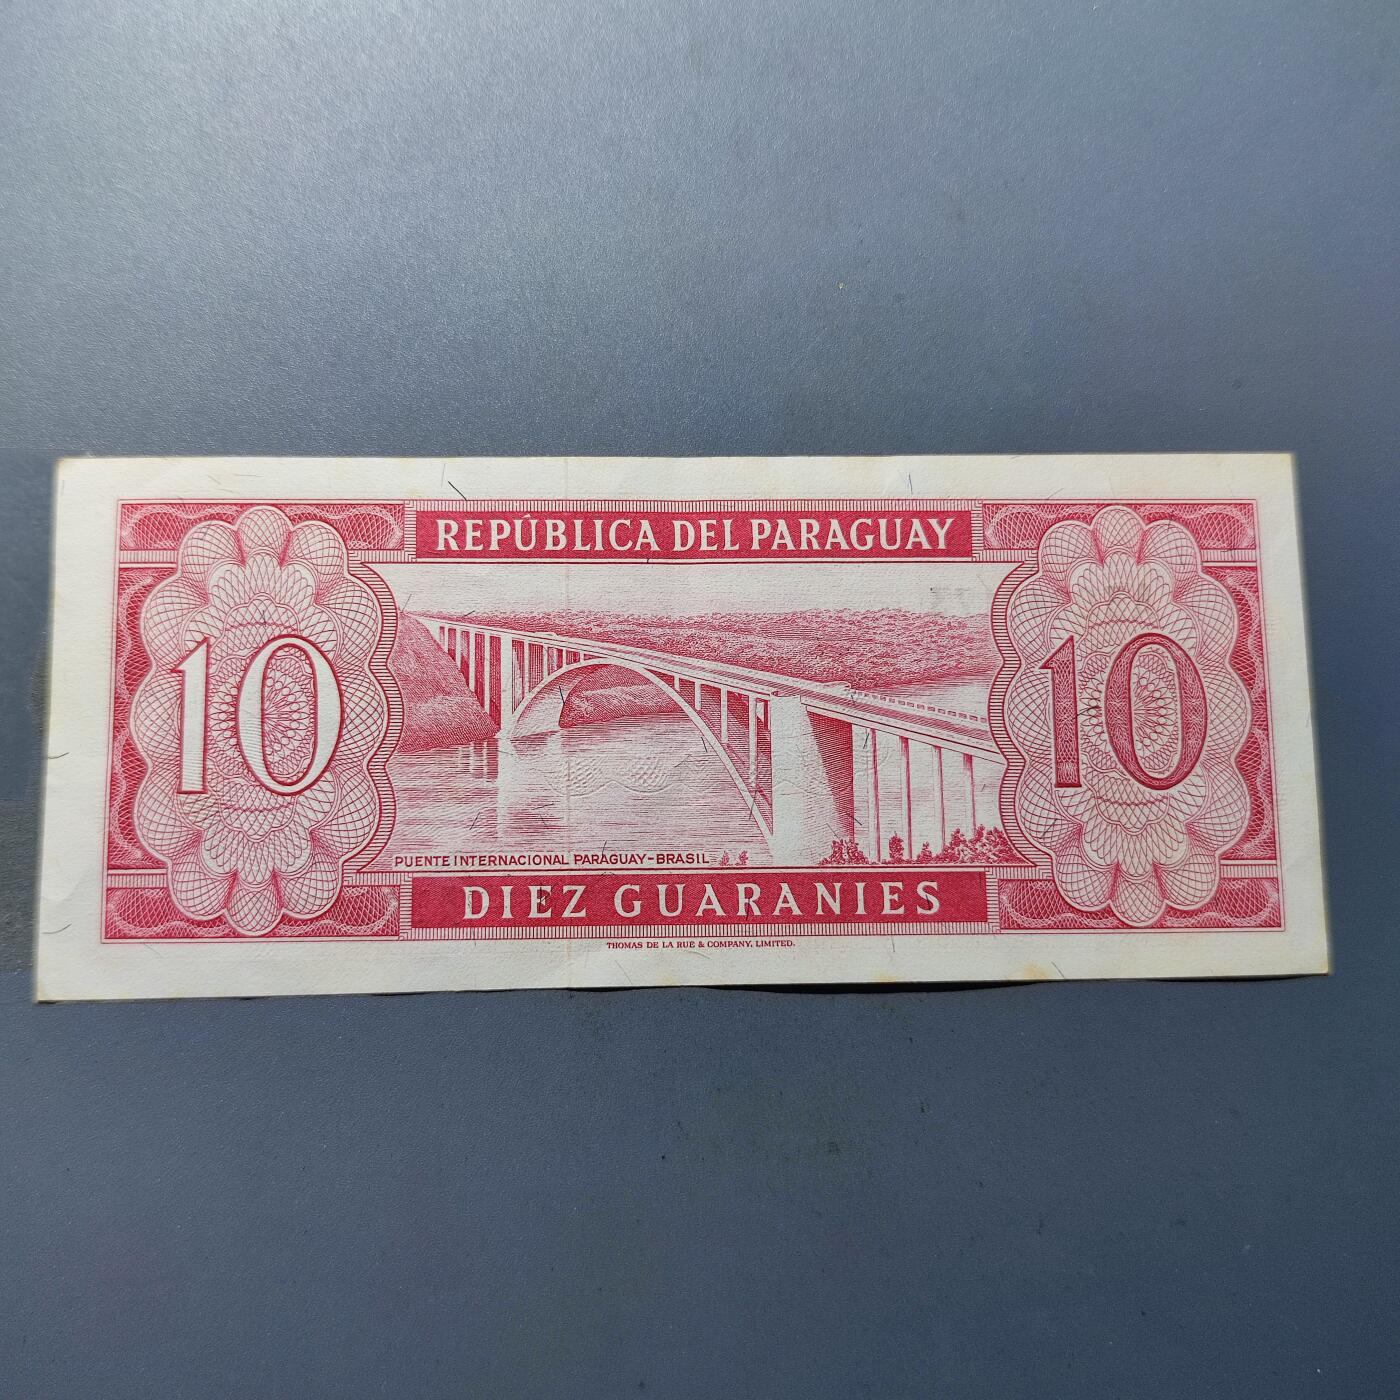 REPÚBLICA DEL PARAGUAY
10
10
PUENTE INTERNACIONAL PARAGUAY-BRASIL
DIEZ GUARANIES
THOMAS DE LA RUE & COMPANY, LIMITED.